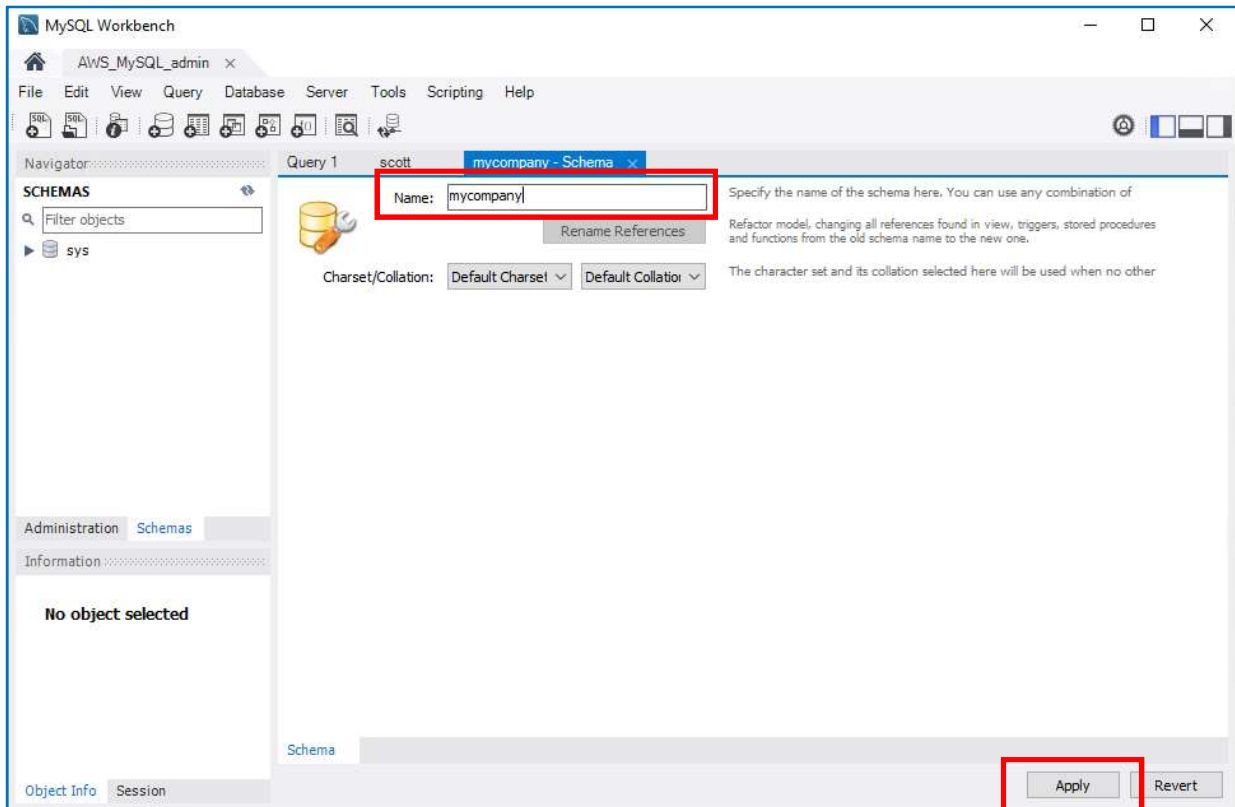 MySQL Workbench
AWS_MySQL_admin
File Edit View Query Database Server Tools Scripting Help
Navigator
SCHEMAS
Filter objects
sys
Administration Schemas
Information
No object selected
Object Info Session
Query 1 scott mycompany - Schema
Name: mycompany
Specify the name of the schema here. You can use any combination of
Rename References
Refactor model, changing all references found in view, triggers, stored procedures
and functions from the old schema name to the new one.
Charset/Collation: Default Charset Default Collation
The character set and its collation selected here will be used when no other
Schema
Apply Revert